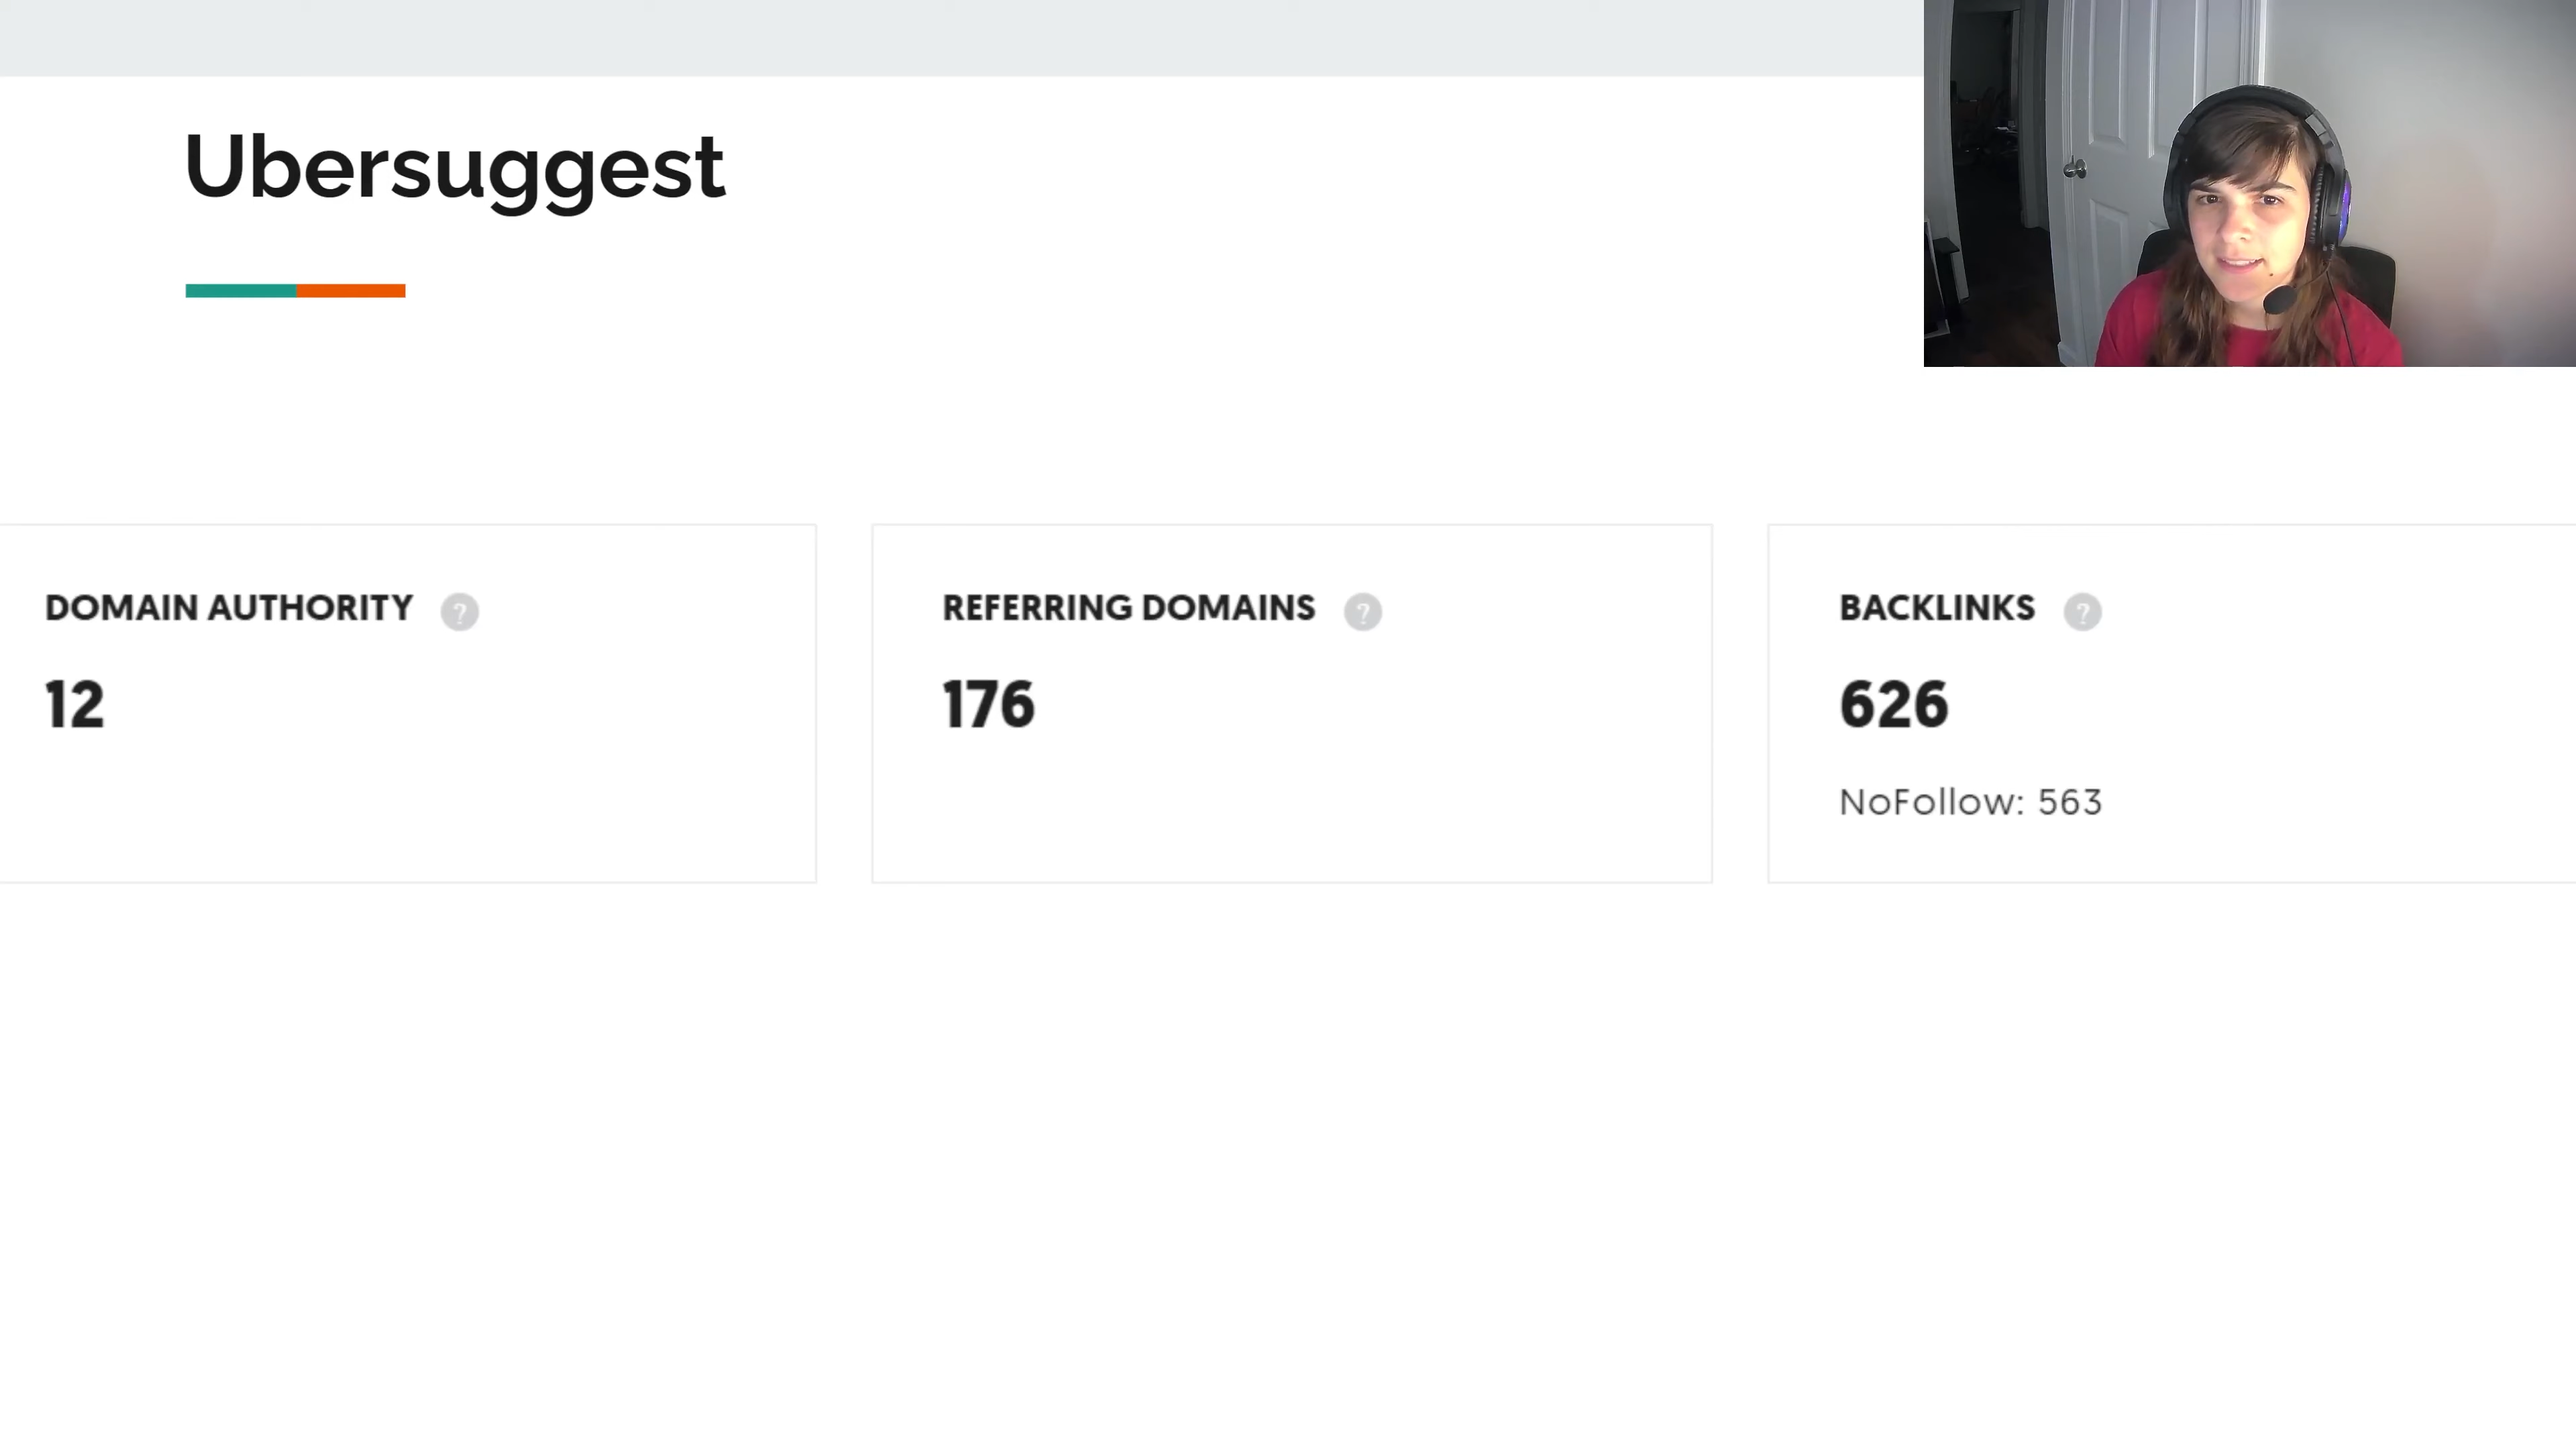 Ubersuggest
DOMAIN AUTHORITY ?
12
REFERRING DOMAINS ?
176
BACKLINKS ?
626
NoFollow: 563